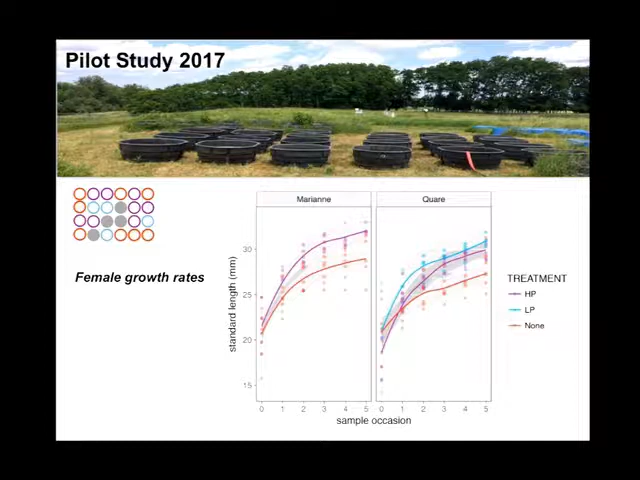 Pilot Study 2017
Female growth rates
Marianne
Quare
standard length (mm)
30
25
20
15
0 1 2 3 4 5
0 1 2 3 4 5
sample occasion
TREATMENT
HP
LP
None